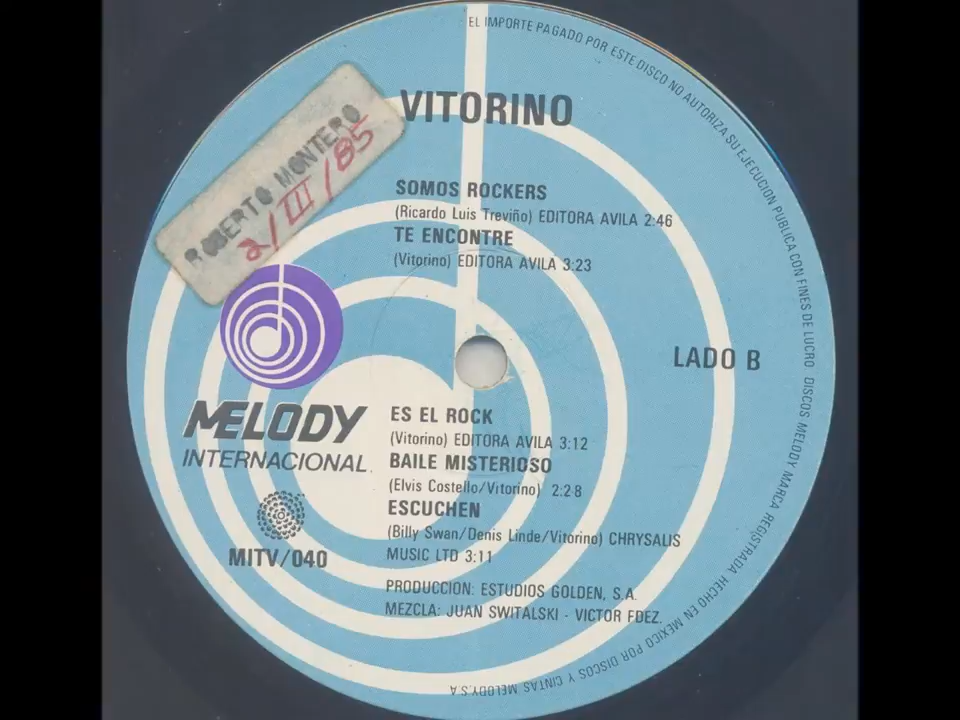 EL IMPORTE PAGADO POR ESTE DISCO NO AUTORIZA SU EJECUCION PUBLICA CON FINES DE LUCRO. DISCOS MELODY MARCA REGISTRADA. HECHO EN MEXICO POR DISCOS Y CINTAS MELODY, S.A.
VITORINO
ROBERTO MONTERO
2/III/85
SOMOS ROCKERS
(Ricardo Luis Treviño) EDITORA AVILA 2:46
TE ENCONTRE
(Vitorino) EDITORA AVILA 3:23
LADO B
MELODY
INTERNACIONAL
MITV/040
ES EL ROCK
(Vitorino) EDITORA AVILA 3:12
BAILE MISTERIOSO
(Elvis Costello/Vitorino) 2:28
ESCUCHEN
(Billy Swan/Denis Linde/Vitorino) CHRYSALIS
MUSIC LTD 3:11
PRODUCCION: ESTUDIOS GOLDEN, S.A.
MEZCLA: JUAN SWITALSKI - VICTOR FDEZ.